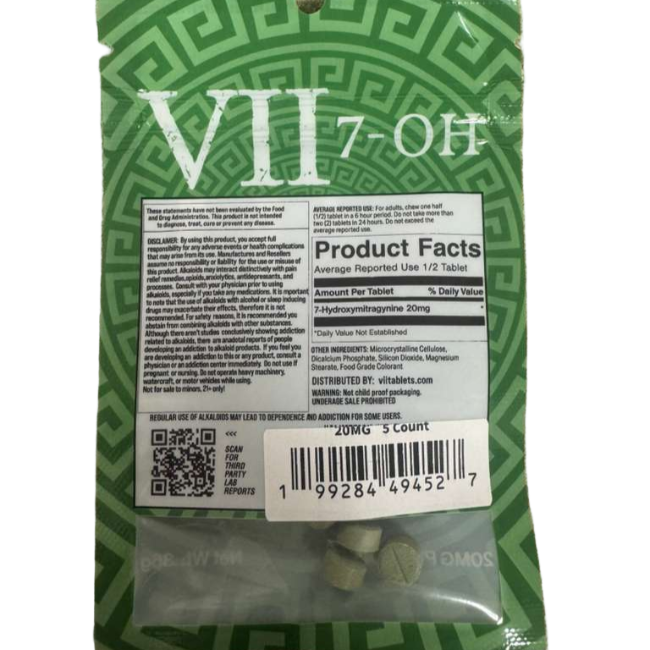 VII 7-OH
These statements have not been evaluated by the Food
and Drug Administration. This product is not intended
to diagnose, treat, cure or prevent any disease.
DISCLAIMER: By using this product, you accept full
responsibility for any adverse events or health complications
that may arise from its use. Manufactures and Resellers
assume no responsibility or liability for the use or misuse of
this product. Alkaloids may interact distinctively with pain
relief remedies, opioids, anxiolytics, antidepressants, and
processes. Consult with your physician prior to using
alkaloids, especially if you take any medications. It is important
to note that the use of alkaloids with alcohol or sleep inducing
drugs may exacerbate their effects, therefore it is not
recommended. For safety reasons, it is recommended you
abstain from combining alkaloids with other substances.
Although there aren't studies conclusively showing addiction
related to alkaloids, there are anecdotal reports of people
developing an addiction to alkaloid products. If you feel you
are developing an addiction to this or any product, consult a
physician or an addiction center immediately. Do not use if
pregnant or nursing. Do not operate heavy machinery,
watercraft, or motor vehicles while using.
Not for sale to minors, 21+ only!
AVERAGE REPORTED USE: For adults, chew one half
(1/2) tablet in a 6 hour period. Do not take more than
two (2) tablets in 24 hours. Do not exceed the
average reported use.
Product Facts
Average Reported Use 1/2 Tablet
Amount Per Tablet % Daily Value
7-Hydroxymitragynine 20mg *
*Daily Value Not Established
OTHER INGREDIENTS: Microcrystalline Cellulose,
Dicalcium Phosphate, Silicon Dioxide, Magnesium
Stearate, Food Grade Colorant
DISTRIBUTED BY: viitablets.com
WARNING: Not child proof packaging.
UNDERAGE SALE PROHIBITED
REGULAR USE OF ALKALOIDS MAY LEAD TO DEPENDENCE AND ADDICTION FOR SOME USERS.
<<<
SCAN
FOR
THIRD
PARTY
LAB
REPORTS
20MG 5 Count
1 99284 49452 7
Net Wt. 36g
20MG P